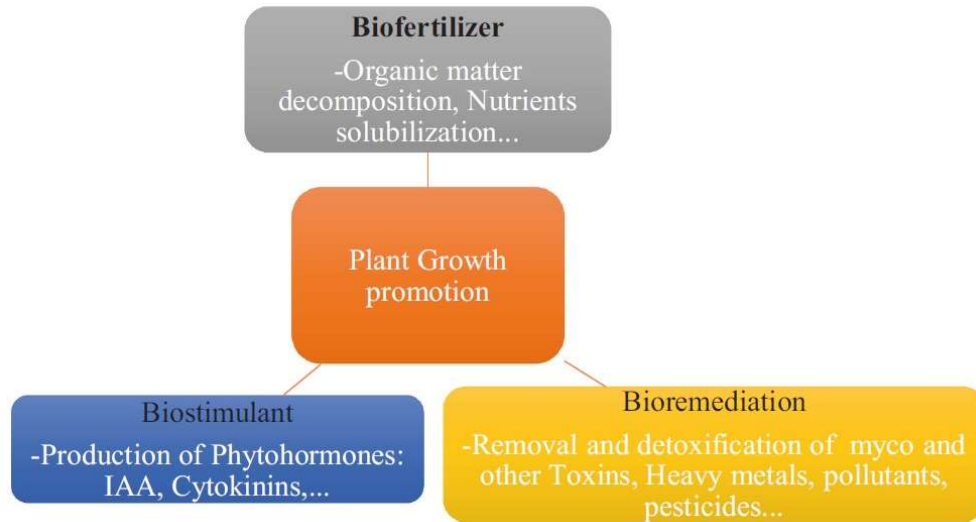 Biofertilizer
-Organic matter
decomposition, Nutrients
solubilization...
Plant Growth
promotion
Biostimulant
-Production of Phytohormones:
IAA, Cytokinins,...
Bioremediation
-Removal and detoxification of myco and
other Toxins, Heavy metals, pollutants,
pesticides...